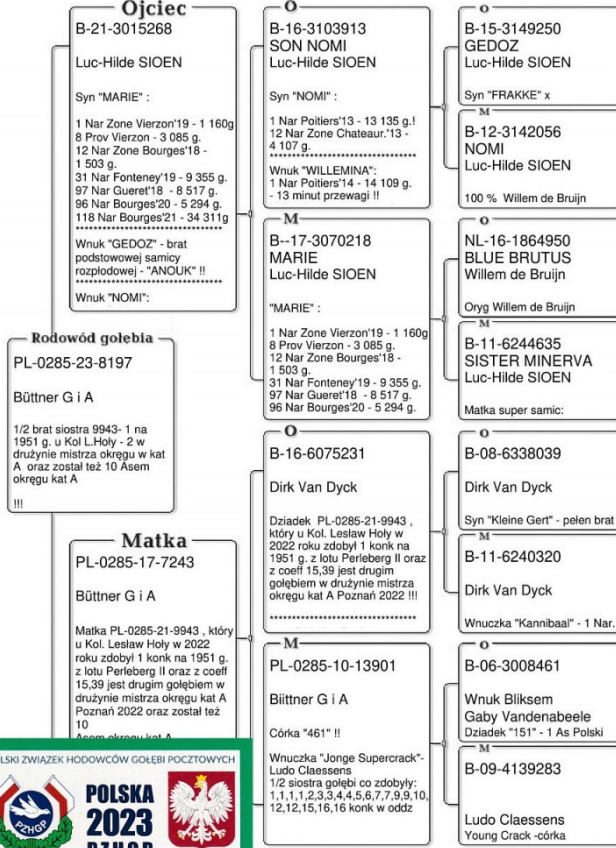 Ojciec
B-21-3015268
Luc-Hilde SIOEN
Syn "MARIE" :
1 Nar Zone Vierzon'19 - 1 160g
8 Prov Vierzon - 3 085 g.
12 Nar Zone Bourges'18 -
1 503 g.
31 Nar Fonteney'19 - 9 355 g.
97 Nar Gueret'18 - 8 517 g.
96 Nar Bourges'20 - 5 294 g.
118 Nar Bourges'21 - 34 311g
**********************************
Wnuk "GEDOZ" - brat
podstowowej samicy
rozpłodowej - "ANOUK" !!
**********************************
Wnuk "NOMI":
Rodowód gołębia
PL-0285-23-8197
Büttner G i A
1/2 brat siostra 9943- 1 na
1951 g. u Kol L.Hoły - 2 w
drużynie mistrza okręgu w kat
A oraz został też 10 Asem
okręgu kat A
!!!
Matka
PL-0285-17-7243
Büttner G i A
Matka PL-0285-21-9943 , który
u Kol. Lesław Hoły w 2022
roku zdobył 1 konk na 1951 g.
z lotu Perleberg II oraz z coeff
15,39 jest drugim gołębiem w
drużynie mistrza okręgu kat A
Poznań 2022 oraz został też
10
Asem okręgu kat A
O
B-16-3103913
SON NOMI
Luc-Hilde SIOEN
Syn "NOMI" :
1 Nar Poitiers'13 - 13 135 g.!
12 Nar Zone Chateaur.'13 -
4 107 g.
**********************************
Wnuk "WILLEMINA":
1 Nar Poitiers'14 - 14 109 g.
- 13 minut przewagi !!
M
B--17-3070218
MARIE
Luc-Hilde SIOEN
"MARIE" :
1 Nar Zone Vierzon'19 - 1 160g
8 Prov Vierzon - 3 085 g.
12 Nar Zone Bourges'18 -
1 503 g.
31 Nar Fonteney'19 - 9 355 g.
97 Nar Gueret'18 - 8 517 g.
96 Nar Bourges'20 - 5 294 g.
O
B-16-6075231
Dirk Van Dyck
Dziadek PL-0285-21-9943 ,
który u Kol. Lesław Hoły w
2022 roku zdobył 1 konk na
1951 g. z lotu Perleberg II oraz
z coeff 15,39 jest drugim
gołębiem w drużynie mistrza
okręgu kat A Poznań 2022 !!!
**********************************
M
PL-0285-10-13901
Biittner G i A
Córka "461" !!
Wnuczka "Jonge Supercrack"-
Ludo Claessens
1/2 siostra gołębi co zdobyły:
1,1,1,1,2,3,3,4,4,5,6,7,7,9,9,10,
12,12,15,16,16 konk w oddz
O
B-15-3149250
GEDOZ
Luc-Hilde SIOEN
Syn "FRAKKE" x
M
B-12-3142056
NOMI
Luc-Hilde SIOEN
100 % Willem de Bruijn
O
NL-16-1864950
BLUE BRUTUS
Willem de Bruijn
Oryg Willem de Bruijn
M
B-11-6244635
SISTER MINERVA
Luc-Hilde SIOEN
Matka super samic:
O
B-08-6338039
Dirk Van Dyck
Syn "Kleine Gert" - pełen brat
M
B-11-6240320
Dirk Van Dyck
Wnuczka "Kannibaal" - 1 Nar.
O
B-06-3008461
Wnuk Bliksem
Gaby Vandenabeele
Dziadek "151" - 1 As Polski
M
B-09-4139283
Ludo Claessens
Young Crack -córka
LSKI ZWIĄZEK HODOWCÓW GOŁĘBI POCZTOWYCH
PZHGP
POLSKA
2023
PZHGP